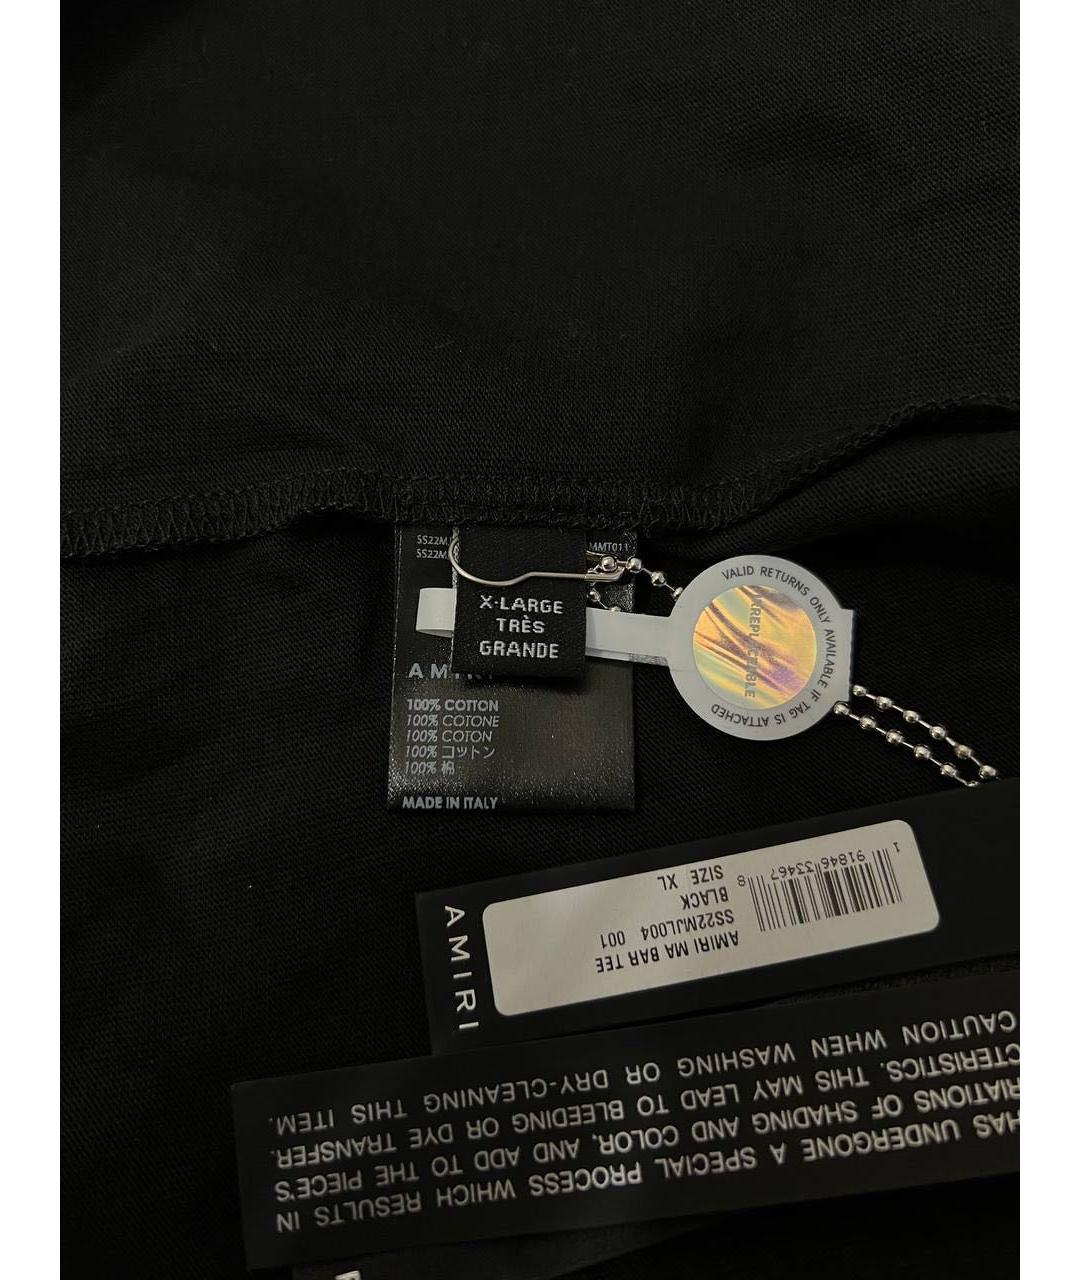 SS22M
SS22M
MMT011
X-LARGE
TRÈS
GRANDE
AMIRI
100% COTTON
100% COTONE
100% COTON
100% コットン
100% 棉
MADE IN ITALY
VALID RETURNS ONLY AVAILABLE IF TAG IS ATTACHED
IRREPLACEABLE
AMIRI
AMIRI MA BAR TEE
SS22MJL004 001
BLACK
SIZE XL
1 91846 33467 8
HAS UNDERGONE A SPECIAL PROCESS WHICH RESULTS IN
RIATIONS OF SHADING AND COLOR, AND ADD TO THE PIECE'S
CTERISTICS. THIS MAY LEAD TO BLEEDING OR DYE TRANSFER.
CAUTION WHEN WASHING OR DRY-CLEANING THIS ITEM.